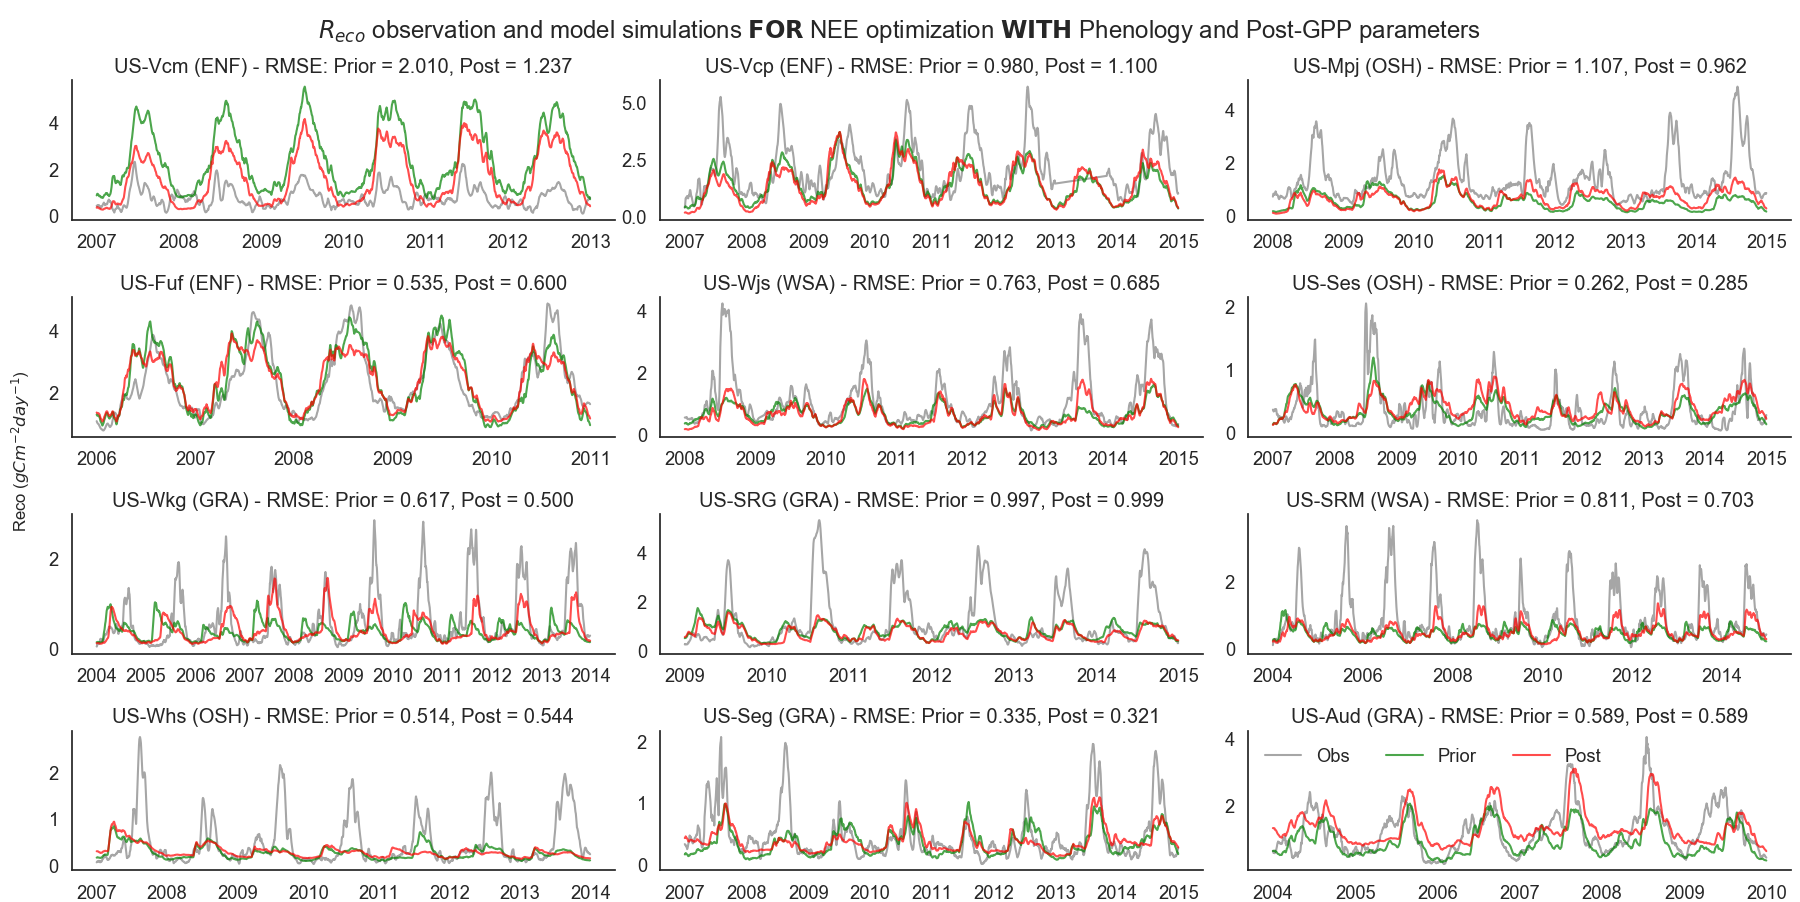 R_eco observation and model simulations FOR NEE optimization WITH Phenology and Post-GPP parameters
US-Vcm (ENF) - RMSE: Prior = 2.010, Post = 1.237
4
2
0
2007 2008 2009 2010 2011 2012 2013
US-Vcp (ENF) - RMSE: Prior = 0.980, Post = 1.100
5.0
2.5
0.0
2007 2008 2009 2010 2011 2012 2013 2014 2015
US-Mpj (OSH) - RMSE: Prior = 1.107, Post = 0.962
4
2
0
2008 2009 2010 2011 2012 2013 2014 2015
US-Fuf (ENF) - RMSE: Prior = 0.535, Post = 0.600
4
2
2006 2007 2008 2009 2010 2011
US-Wjs (WSA) - RMSE: Prior = 0.763, Post = 0.685
4
2
0
2008 2009 2010 2011 2012 2013 2014 2015
US-Ses (OSH) - RMSE: Prior = 0.262, Post = 0.285
2
1
0
2007 2008 2009 2010 2011 2012 2013 2014 2015
Reco (gCm⁻²day⁻¹)
US-Wkg (GRA) - RMSE: Prior = 0.617, Post = 0.500
2
0
2004 2005 2006 2007 2008 2009 2010 2011 2012 2013 2014
US-SRG (GRA) - RMSE: Prior = 0.997, Post = 0.999
4
2
0
2009 2010 2011 2012 2013 2014 2015
US-SRM (WSA) - RMSE: Prior = 0.811, Post = 0.703
2
0
2004 2006 2008 2010 2012 2014
US-Whs (OSH) - RMSE: Prior = 0.514, Post = 0.544
2
1
0
2007 2008 2009 2010 2011 2012 2013 2014
US-Seg (GRA) - RMSE: Prior = 0.335, Post = 0.321
2
1
0
2007 2008 2009 2010 2011 2012 2013 2014 2015
US-Aud (GRA) - RMSE: Prior = 0.589, Post = 0.589
Obs Prior Post
4
2
2004 2005 2006 2007 2008 2009 2010